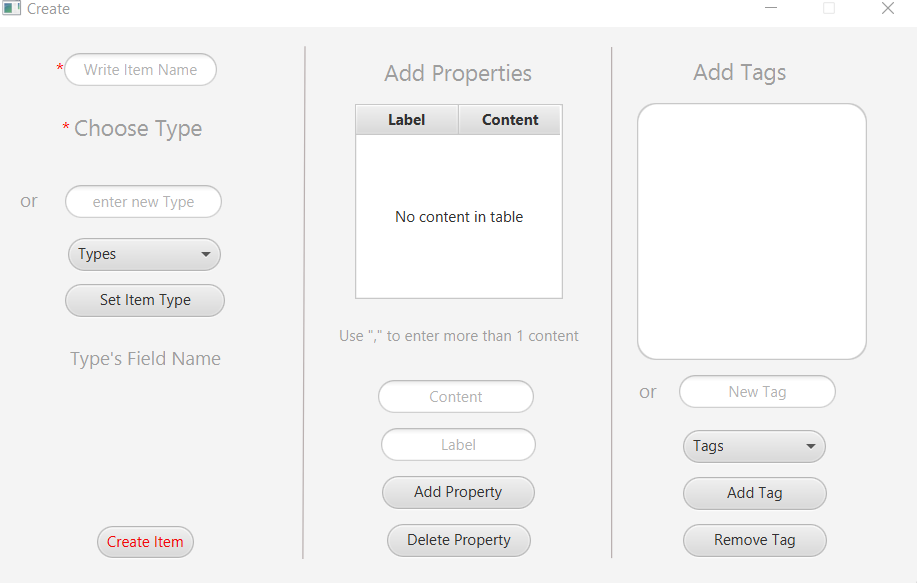 Create
* Write Item Name
* Choose Type
or enter new Type
Types
Set Item Type
Type's Field Name
Create Item
Add Properties
Label Content
No content in table
Use "," to enter more than 1 content
Content
Label
Add Property
Delete Property
Add Tags
or New Tag
Tags
Add Tag
Remove Tag